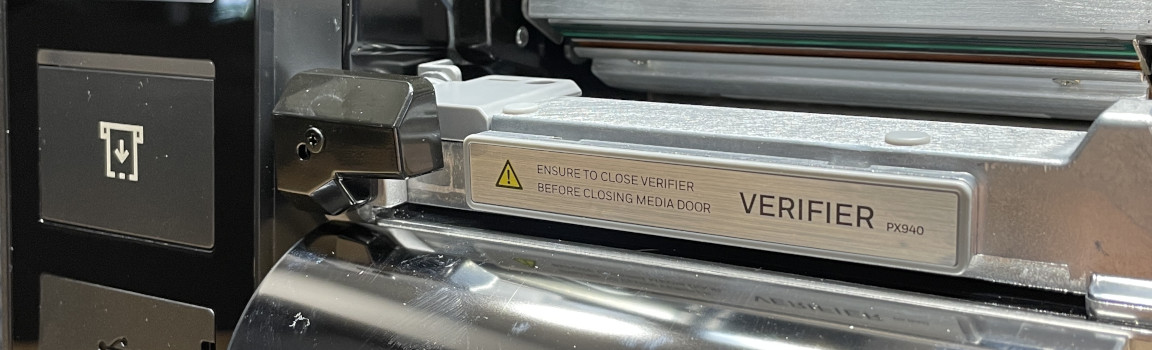 ENSURE TO CLOSE VERIFIER
BEFORE CLOSING MEDIA DOOR
VERIFIER PX940